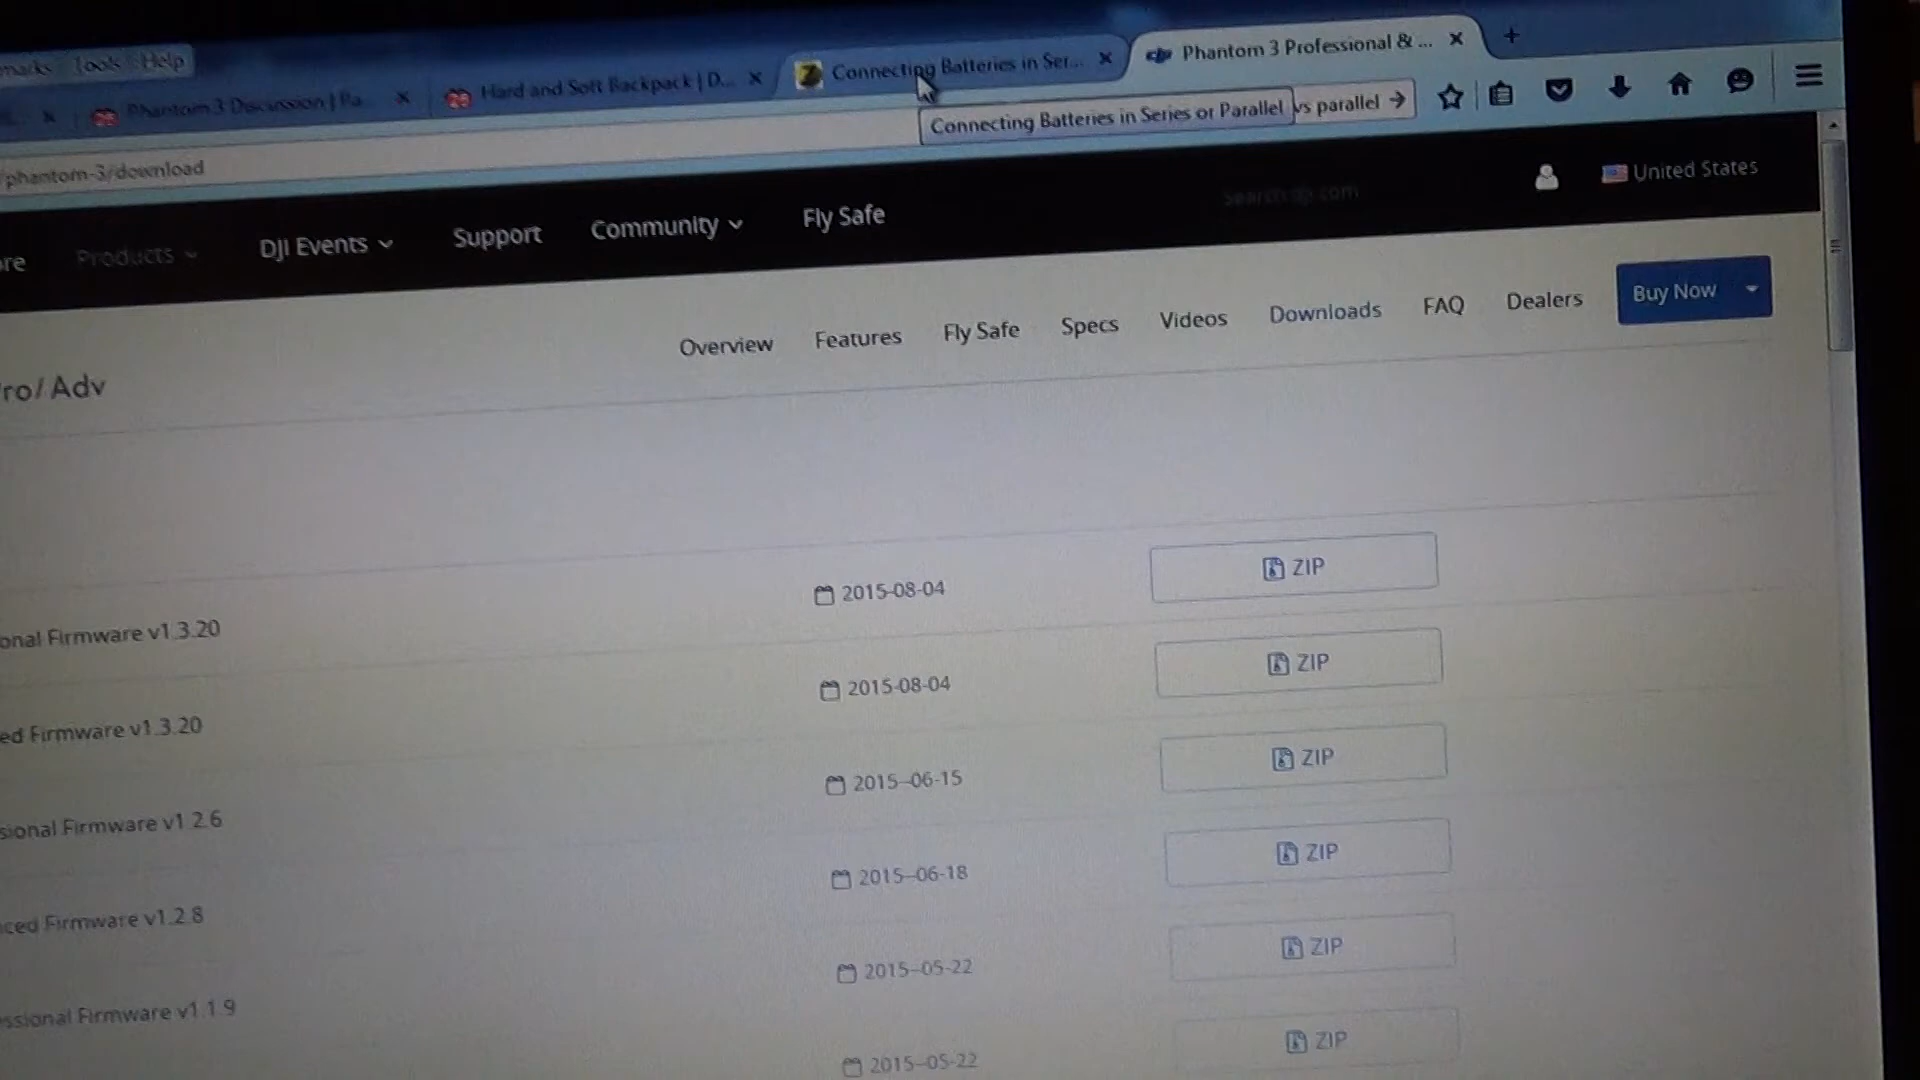 marks Tools Help
Phantom 3 Discussion | Pa...
Hard and Soft Backpack | D...
Connecting Batteries in Ser...
Phantom 3 Professional & ...
Connecting Batteries in Series or Parallel
vs parallel
phantom-3/download
re Products DJI Events Support Community Fly Safe
United States
Overview Features Fly Safe Specs Videos Downloads FAQ Dealers Buy Now
ro/ Adv
onal Firmware v1.3.20 2015-08-04 ZIP
ed Firmware v1.3.20 2015-08-04 ZIP
sional Firmware v1.2.6 2015--06-15 ZIP
ced Firmware v1.2.8 2015--06-18 ZIP
ssional Firmware v1.1.9 2015--05-22 ZIP
2015--05-22 ZIP